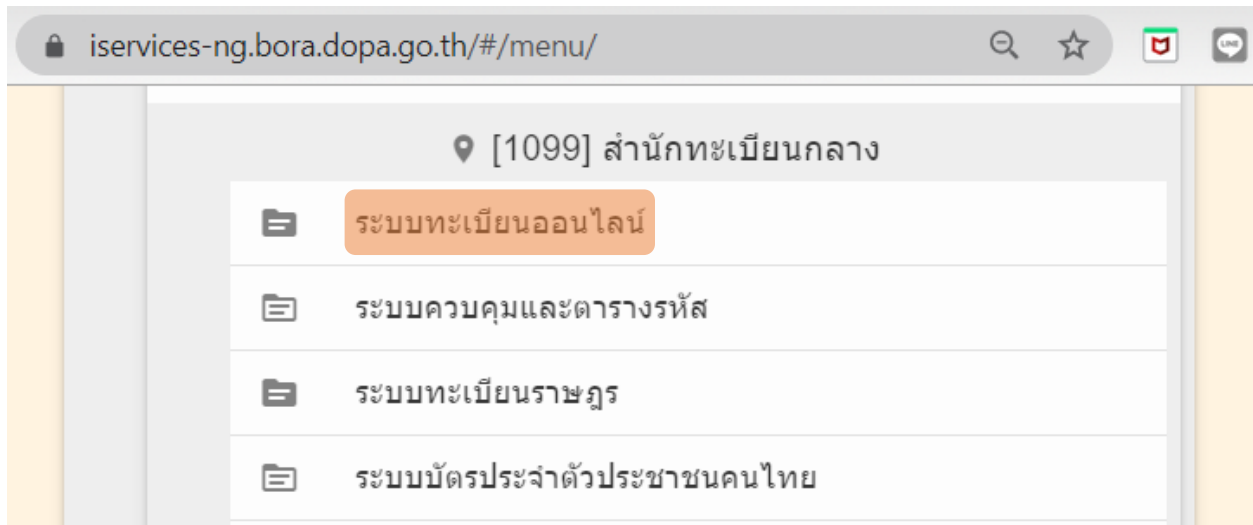 iservices-ng.bora.dopa.go.th/#/menu/
LINE
[1099] สำนักทะเบียนกลาง
ระบบทะเบียนออนไลน์
ระบบควบคุมและตารางรหัส
ระบบทะเบียนราษฎร
ระบบบัตรประจำตัวประชาชนคนไทย